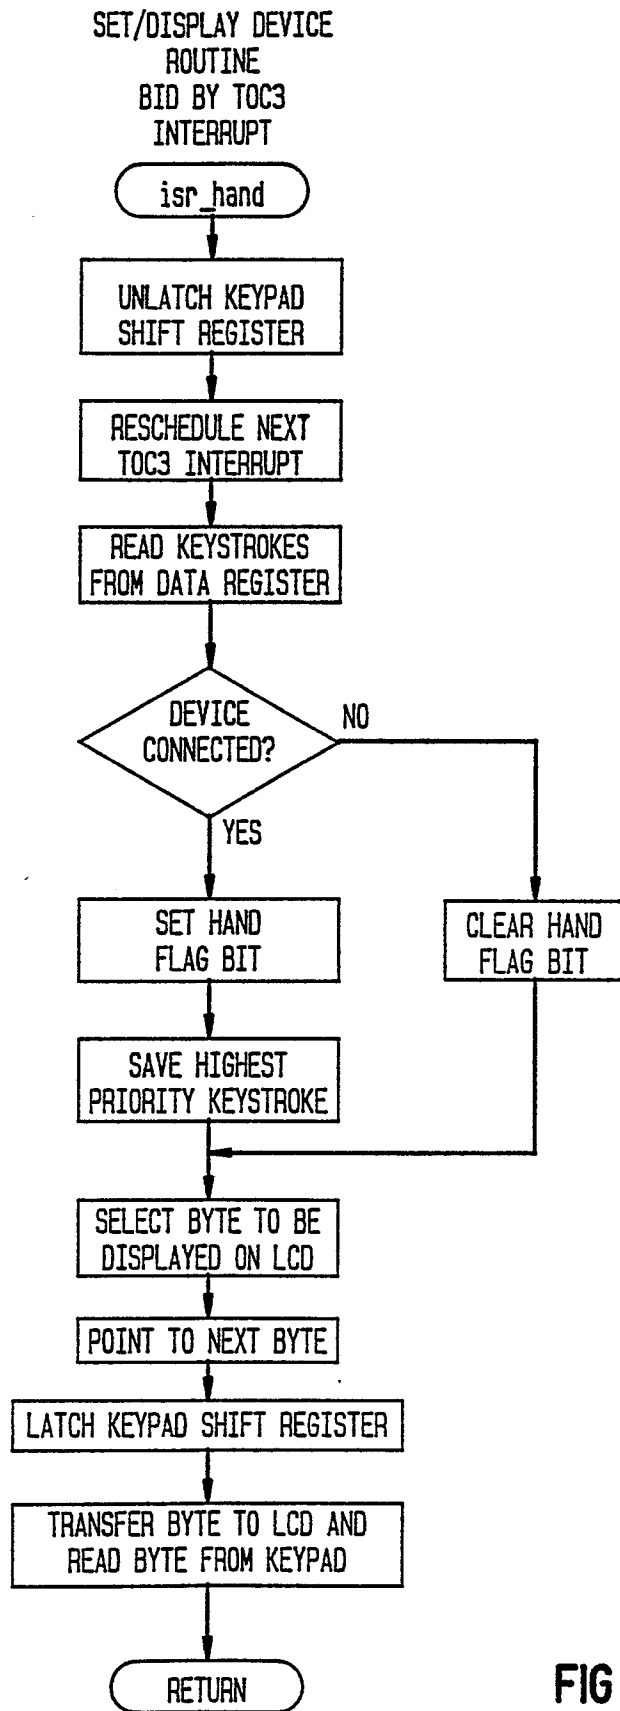 SET/DISPLAY DEVICE
ROUTINE
BID BY TOC3
INTERRUPT
isr_hand
UNLATCH KEYPAD
SHIFT REGISTER
RESCHEDULE NEXT
TOC3 INTERRUPT
READ KEYSTROKES
FROM DATA REGISTER
DEVICE
CONNECTED?
NO
YES
SET HAND
FLAG BIT
CLEAR HAND
FLAG BIT
SAVE HIGHEST
PRIORITY KEYSTROKE
SELECT BYTE TO BE
DISPLAYED ON LCD
POINT TO NEXT BYTE
LATCH KEYPAD SHIFT REGISTER
TRANSFER BYTE TO LCD AND
READ BYTE FROM KEYPAD
RETURN
FIG